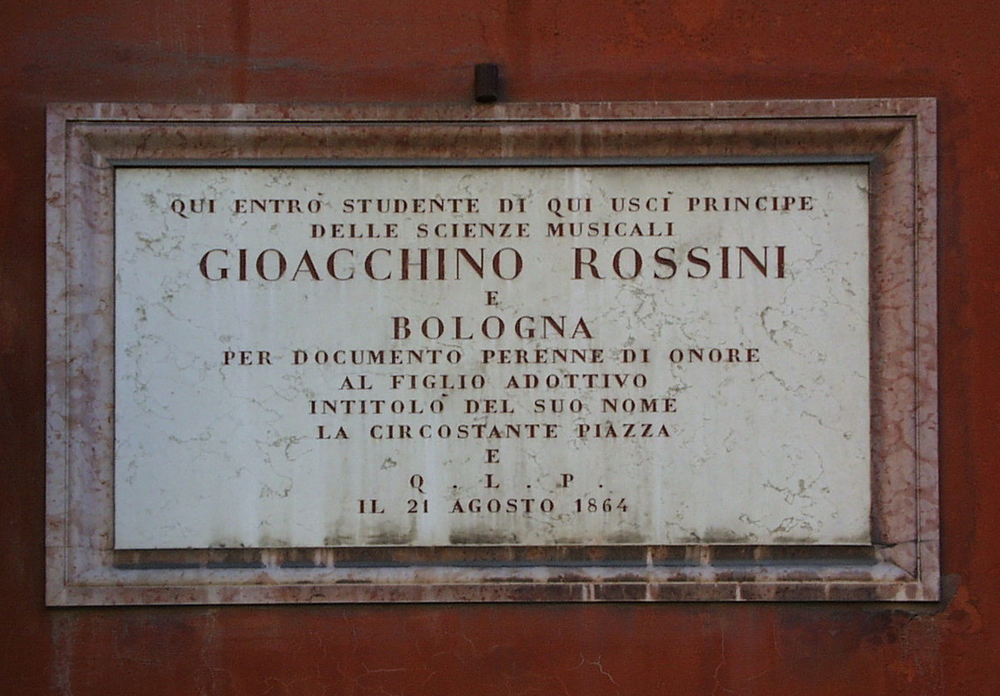 QUI ENTRÒ STUDENTE DI QUI USCÌ PRINCIPE
DELLE SCIENZE MUSICALI
GIOACCHINO ROSSINI
E
BOLOGNA
PER DOCUMENTO PERENNE DI ONORE
AL FIGLIO ADOTTIVO
INTITOLÒ DEL SUO NOME
LA CIRCOSTANTE PIAZZA
E
Q . L . P .
IL 21 AGOSTO 1864